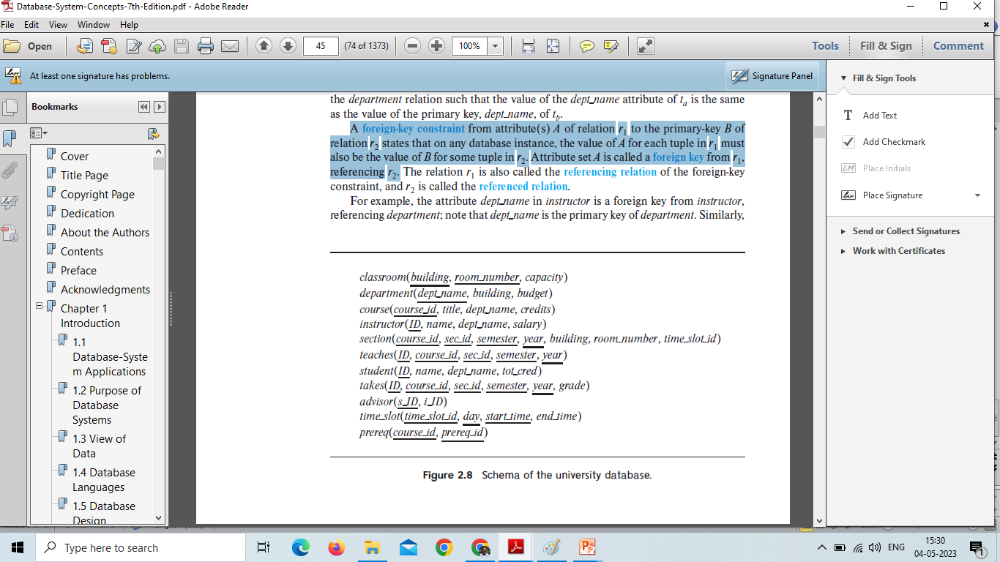 Database-System-Concepts-7th-Edition.pdf - Adobe Reader
File Edit View Window Help
Open 45 (74 of 1373) 100% Tools Fill & Sign Comment
At least one signature has problems. Signature Panel
Bookmarks
Cover
Title Page
Copyright Page
Dedication
About the Authors
Contents
Preface
Acknowledgments
Chapter 1
Introduction
1.1
Database-Syste
m Applications
1.2 Purpose of
Database
Systems
1.3 View of
Data
1.4 Database
Languages
1.5 Database
Design
the department relation such that the value of the dept_name attribute of ta is the same
as the value of the primary key, dept_name, of tb.
A foreign-key constraint from attribute(s) A of relation r1 to the primary-key B of
relation r2 states that on any database instance, the value of A for each tuple in r1 must
also be the value of B for some tuple in r2. Attribute set A is called a foreign key from r1,
referencing r2. The relation r1 is also called the referencing relation of the foreign-key
constraint, and r2 is called the referenced relation.
For example, the attribute dept_name in instructor is a foreign key from instructor,
referencing department; note that dept_name is the primary key of department. Similarly,
classroom(building, room_number, capacity)
department(dept_name, building, budget)
course(course_id, title, dept_name, credits)
instructor(ID, name, dept_name, salary)
section(course_id, sec_id, semester, year, building, room_number, time_slot_id)
teaches(ID, course_id, sec_id, semester, year)
student(ID, name, dept_name, tot_cred)
takes(ID, course_id, sec_id, semester, year, grade)
advisor(s_ID, i_ID)
time_slot(time_slot_id, day, start_time, end_time)
prereq(course_id, prereq_id)
Figure 2.8 Schema of the university database.
Fill & Sign Tools
Add Text
Add Checkmark
Place Initials
Place Signature
Send or Collect Signatures
Work with Certificates
Type here to search
ENG
15:30
04-05-2023
1